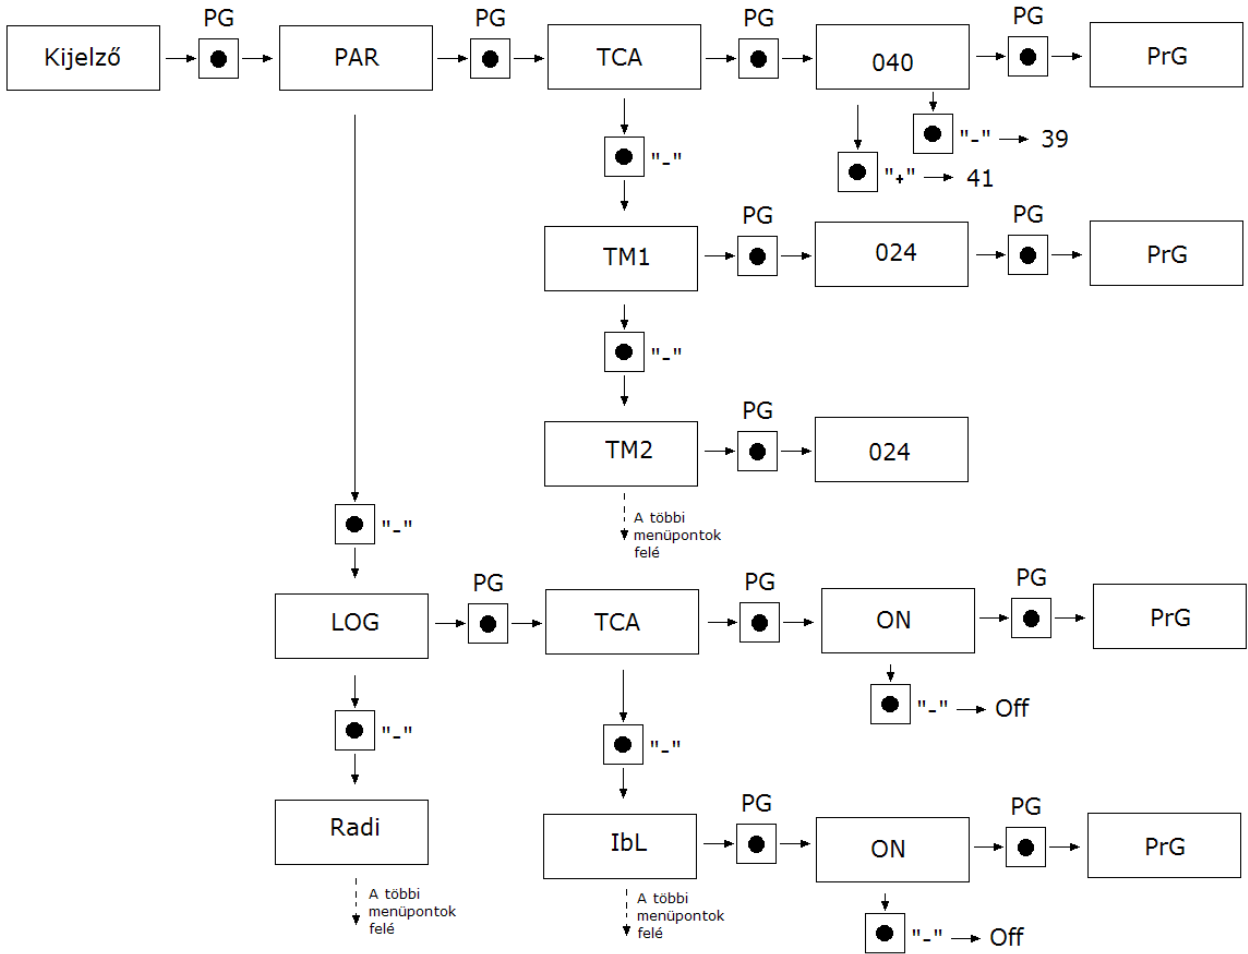 PG PG PG PG
Kijelző PAR TCA 040 PrG
"-" → 39
"-"
"+" → 41
PG PG
TM1 024 PrG
"-"
PG
TM2 024
A többi
menüpontok
felé
"-"
PG PG PG
LOG TCA ON PrG
"-" → Off
"-" "-"
PG PG
Radi IbL ON PrG
A többi
menüpontok
felé
A többi
menüpontok
felé
"-" → Off